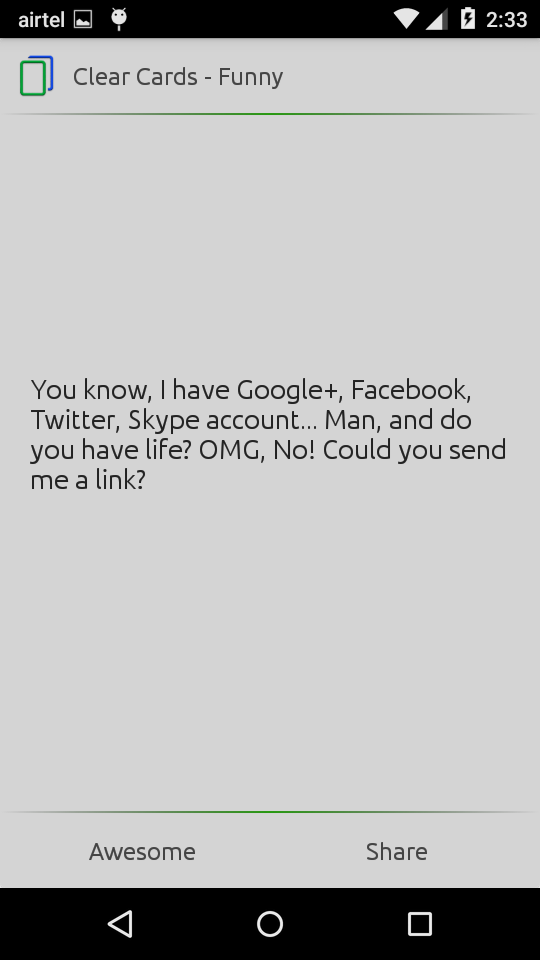 airtel 2:33
Clear Cards - Funny
You know, I have Google+, Facebook,
Twitter, Skype account... Man, and do
you have life? OMG, No! Could you send
me a link?
Awesome Share